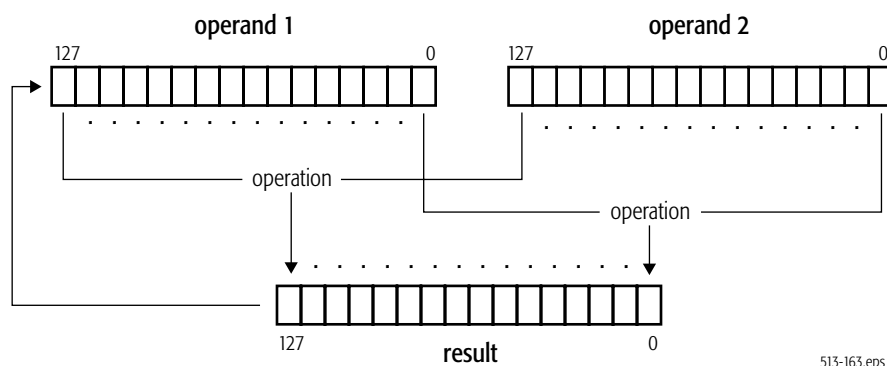 operand 1
operand 2
127
0
127
0
. . . . . . . . . . . . . .
. . . . . . . . . . . . . .
operation
operation
. . . . . . . . . . . . . .
127
result
0
513-163.eps